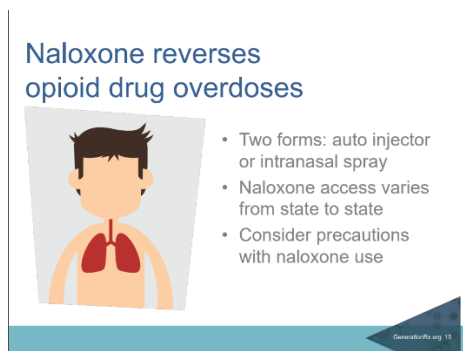 Naloxone reverses
opioid drug overdoses
• Two forms: auto injector
or intranasal spray
• Naloxone access varies
from state to state
• Consider precautions
with naloxone use
GenerationRx.org 15